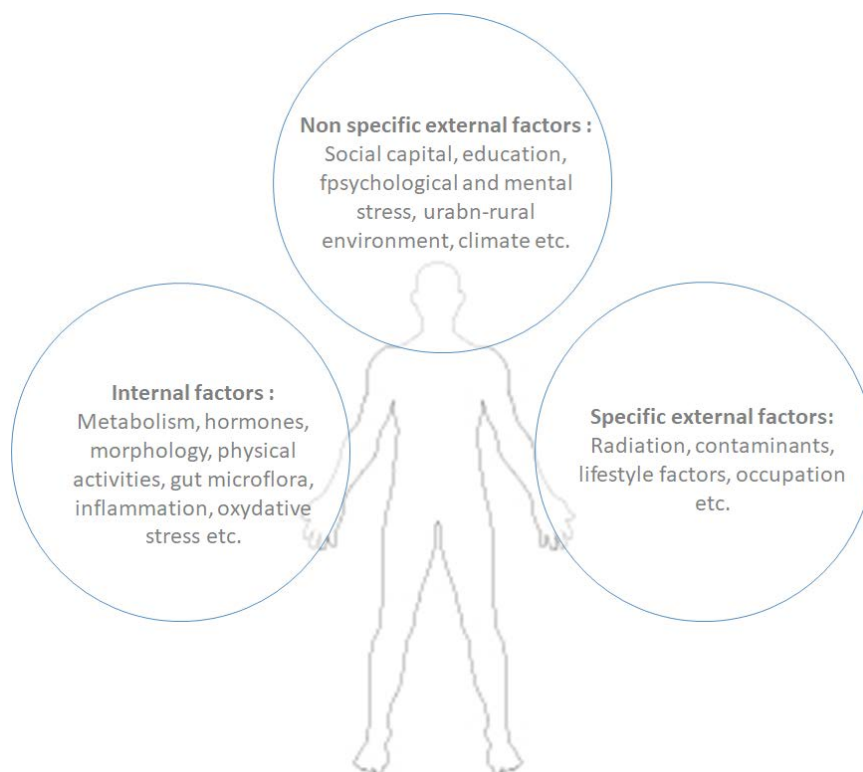 Non specific external factors :
Social capital, education,
fpsychological and mental
stress, urabn-rural
environment, climate etc.
Internal factors :
Metabolism, hormones,
morphology, physical
activities, gut microflora,
inflammation, oxydative
stress etc.
Specific external factors:
Radiation, contaminants,
lifestyle factors, occupation
etc.